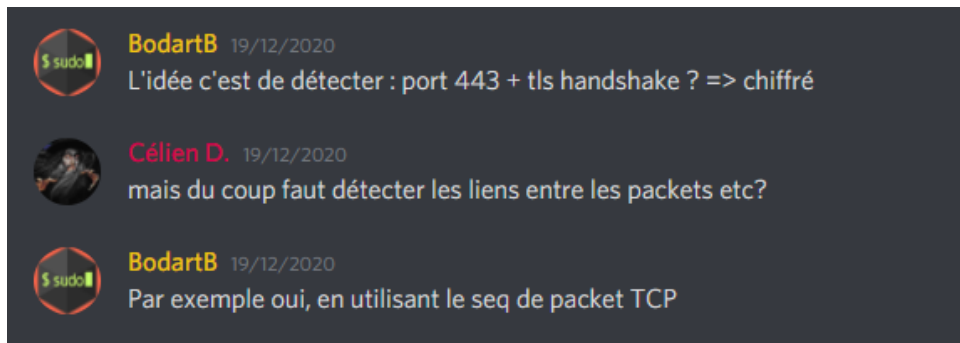 $ sudo
BodartB 19/12/2020
L'idée c'est de détecter : port 443 + tls handshake ? => chiffré
Célien D. 19/12/2020
mais du coup faut détecter les liens entre les packets etc?
$ sudo
BodartB 19/12/2020
Par exemple oui, en utilisant le seq de packet TCP